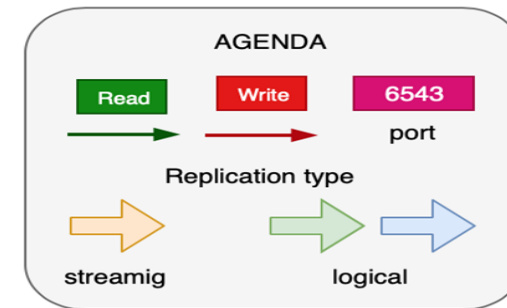 AGENDA
Read Write 6543
port
Replication type
streamig logical